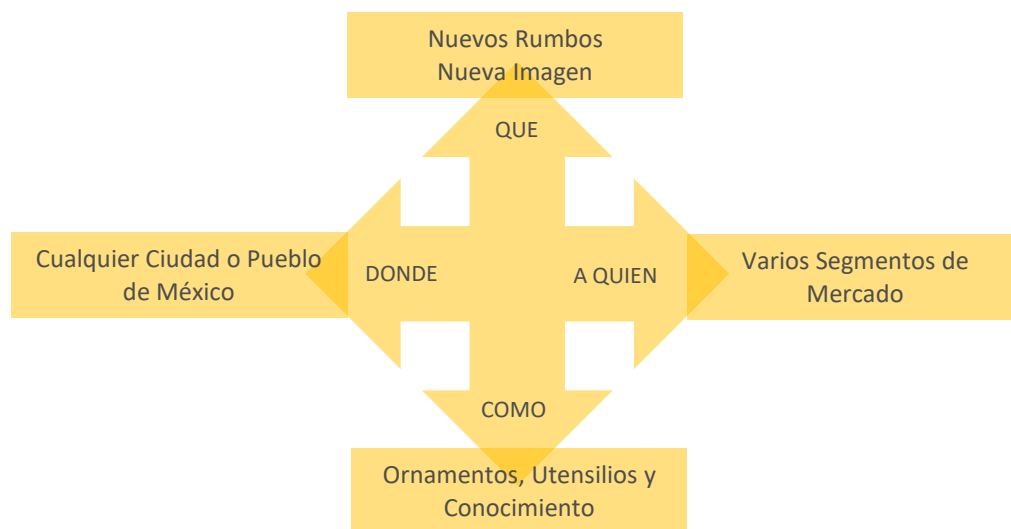 Nuevos Rumbos
Nueva Imagen
QUE
Cualquier Ciudad o Pueblo
de México
DONDE
A QUIEN
Varios Segmentos de
Mercado
COMO
Ornamentos, Utensilios y
Conocimiento